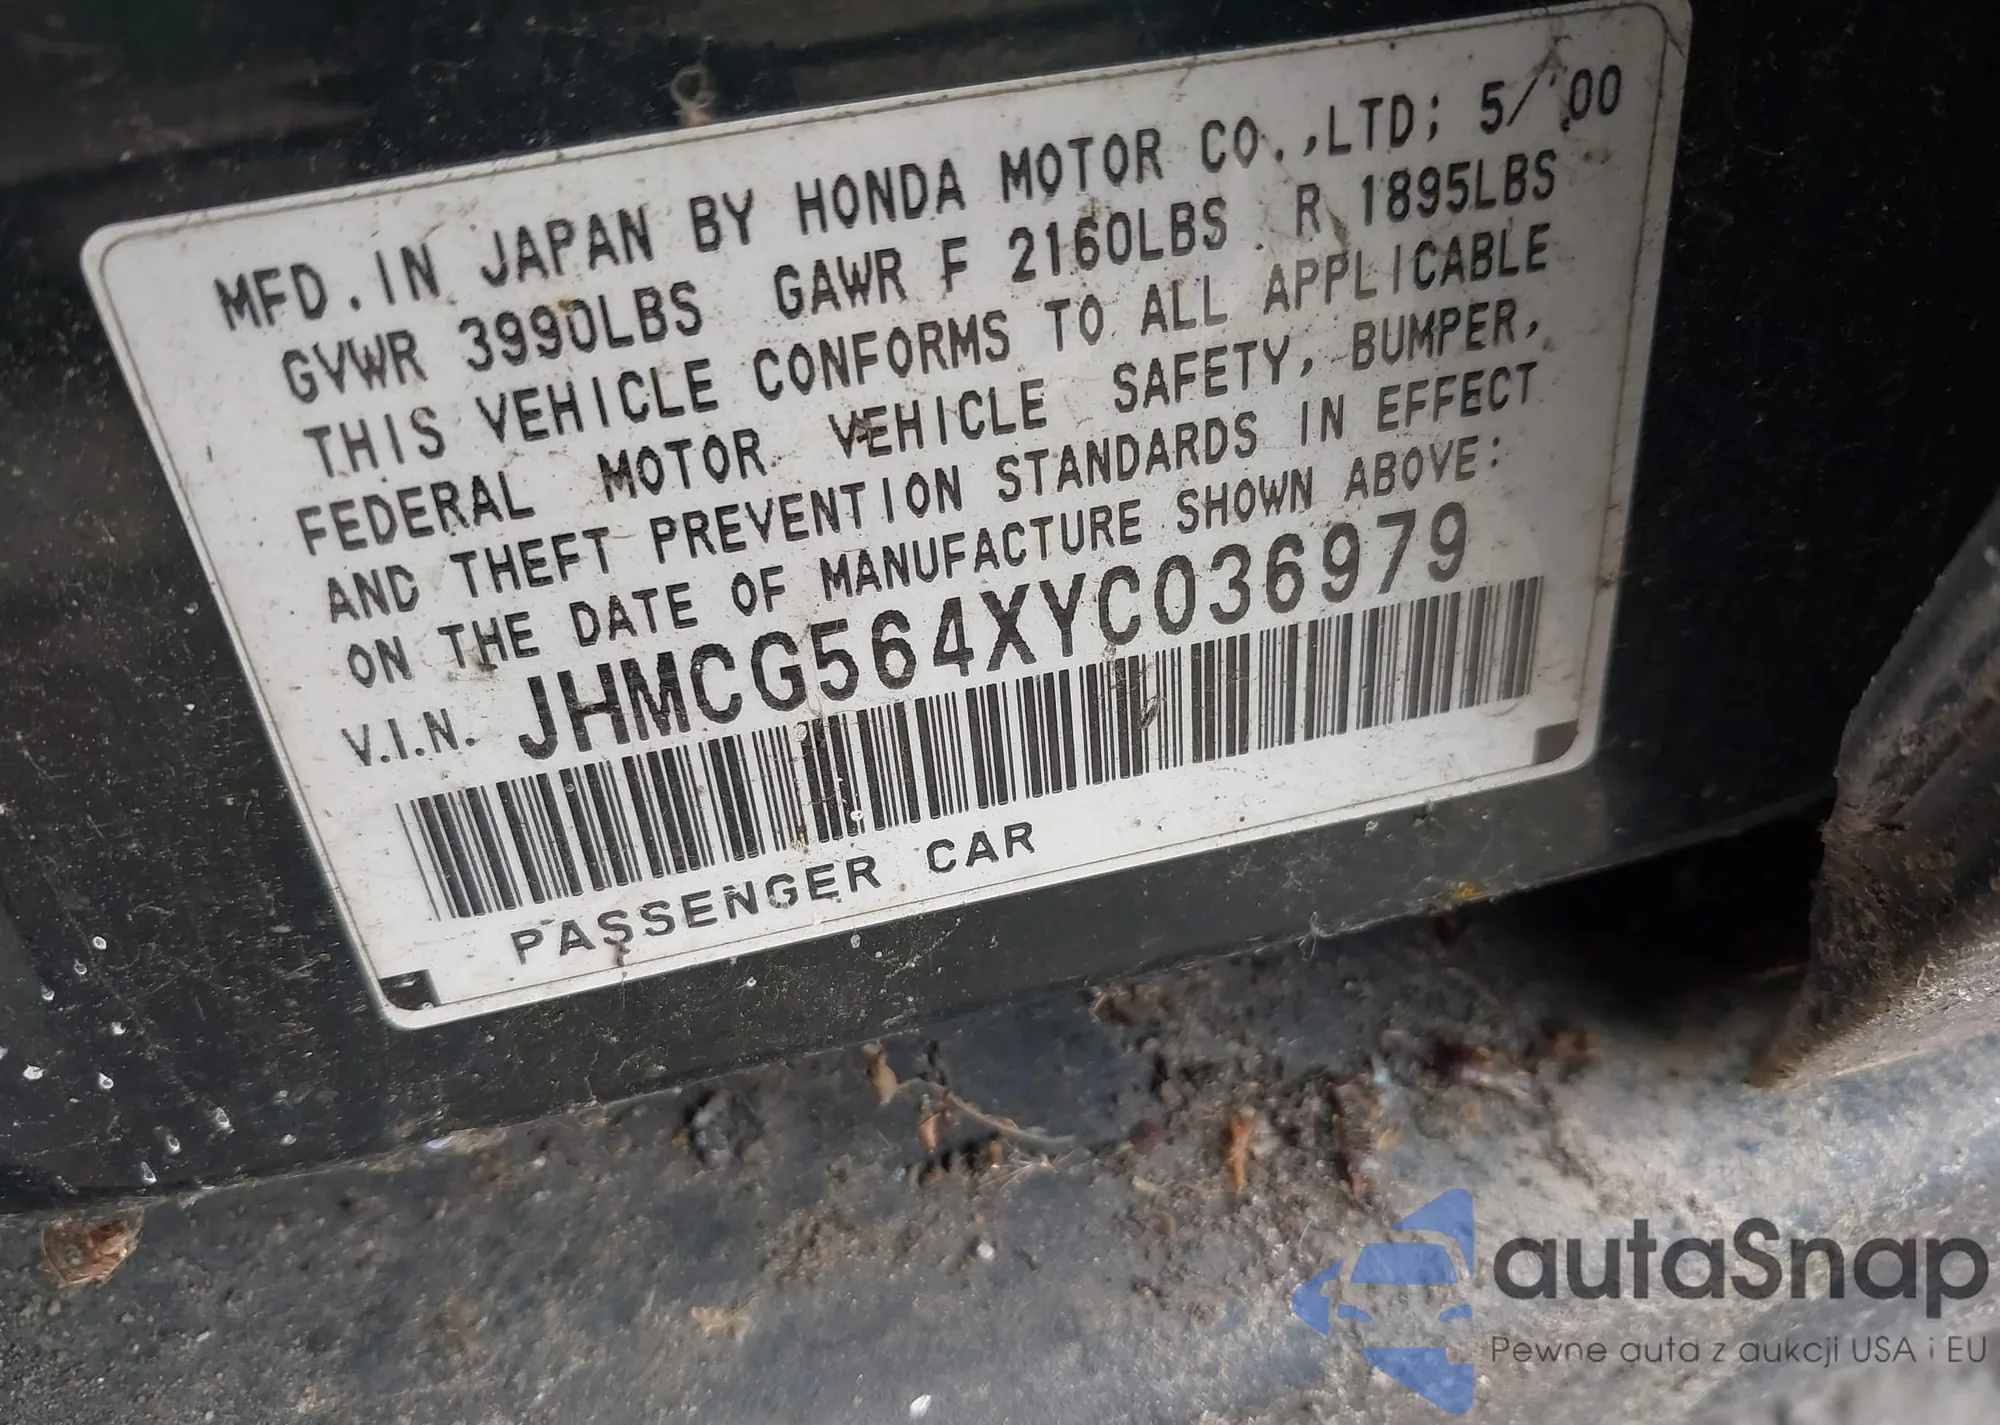 MFD. IN JAPAN BY HONDA MOTOR CO.,LTD; 5/'00
GVWR 3990LBS GAWR F 2160LBS R 1895LBS
THIS VEHICLE CONFORMS TO ALL APPLICABLE
FEDERAL MOTOR VEHICLE SAFETY, BUMPER,
AND THEFT PREVENTION STANDARDS IN EFFECT
ON THE DATE OF MANUFACTURE SHOWN ABOVE:
V.I.N. JHMCG564XYC036979
PASSENGER CAR
autaSnap
Pewne auta z aukcji USA i EU